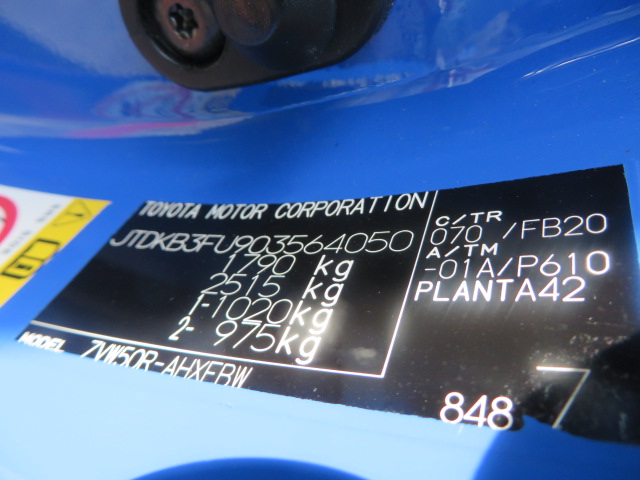 TOYOTA MOTOR CORPORATION
JTDKB3FU903564050
1790 kg
2515 kg
1-1020kg
2- 975kg
MODEL ZVW50R-AHXEBW
C/TR
070 /FB20
A/TM
-01A/P610
PLANTA42
848